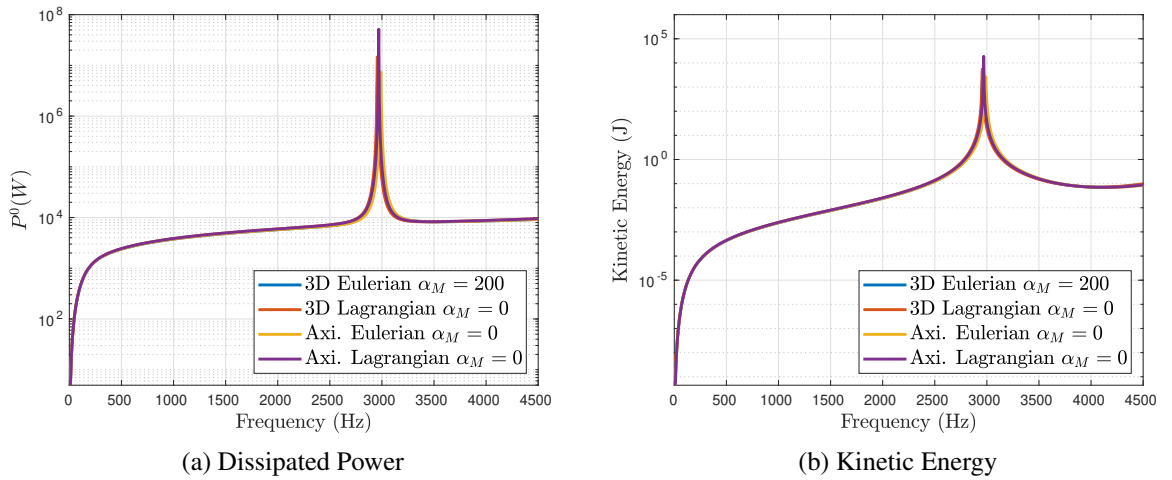 10^8
10^6
10^4
10^2
P^0(W)
3D Eulerian α_M = 200
3D Lagrangian α_M = 0
Axi. Eulerian α_M = 0
Axi. Lagrangian α_M = 0
0 500 1000 1500 2000 2500 3000 3500 4000 4500
Frequency (Hz)
(a) Dissipated Power
10^5
10^0
10^-5
Kinetic Energy (J)
3D Eulerian α_M = 200
3D Lagrangian α_M = 0
Axi. Eulerian α_M = 0
Axi. Lagrangian α_M = 0
0 500 1000 1500 2000 2500 3000 3500 4000 4500
Frequency (Hz)
(b) Kinetic Energy